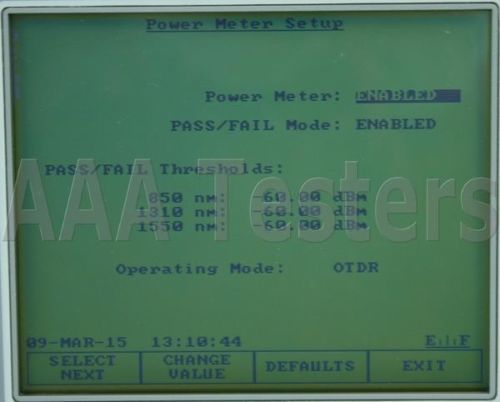 Power Meter Setup
Power Meter: ENABLED
PASS/FAIL Mode: ENABLED
PASS/FAIL Thresholds:
850 nm: -60.00 dBm
1310 nm: -60.00 dBm
1550 nm: -60.00 dBm
AAA Testers
Operating Mode: OTDR
09-MAR-15 13:10:44 E...F
SELECT NEXT CHANGE VALUE DEFAULTS EXIT